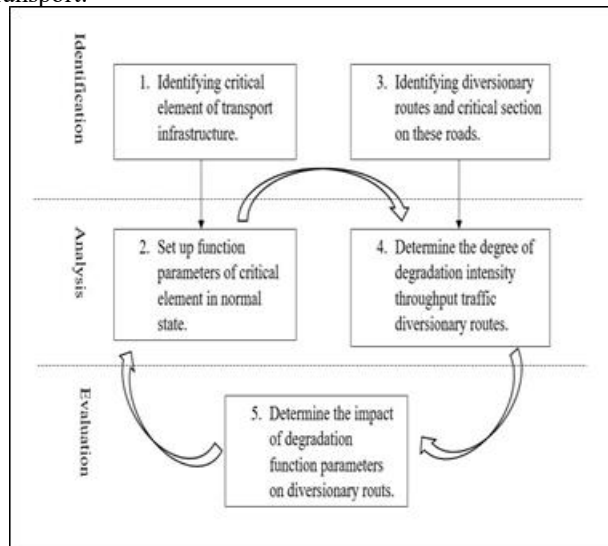 Identification
1. Identifying critical
element of transport
infrastructure.
3. Identifying diversionary
routes and critical section
on these roads.
Analysis
2. Set up function
parameters of critical
element in normal
state.
4. Determine the degree of
degradation intensity
throughput traffic
diversionary routes.
Evaluation
5. Determine the impact
of degradation
function parameters
on diversionary routs.